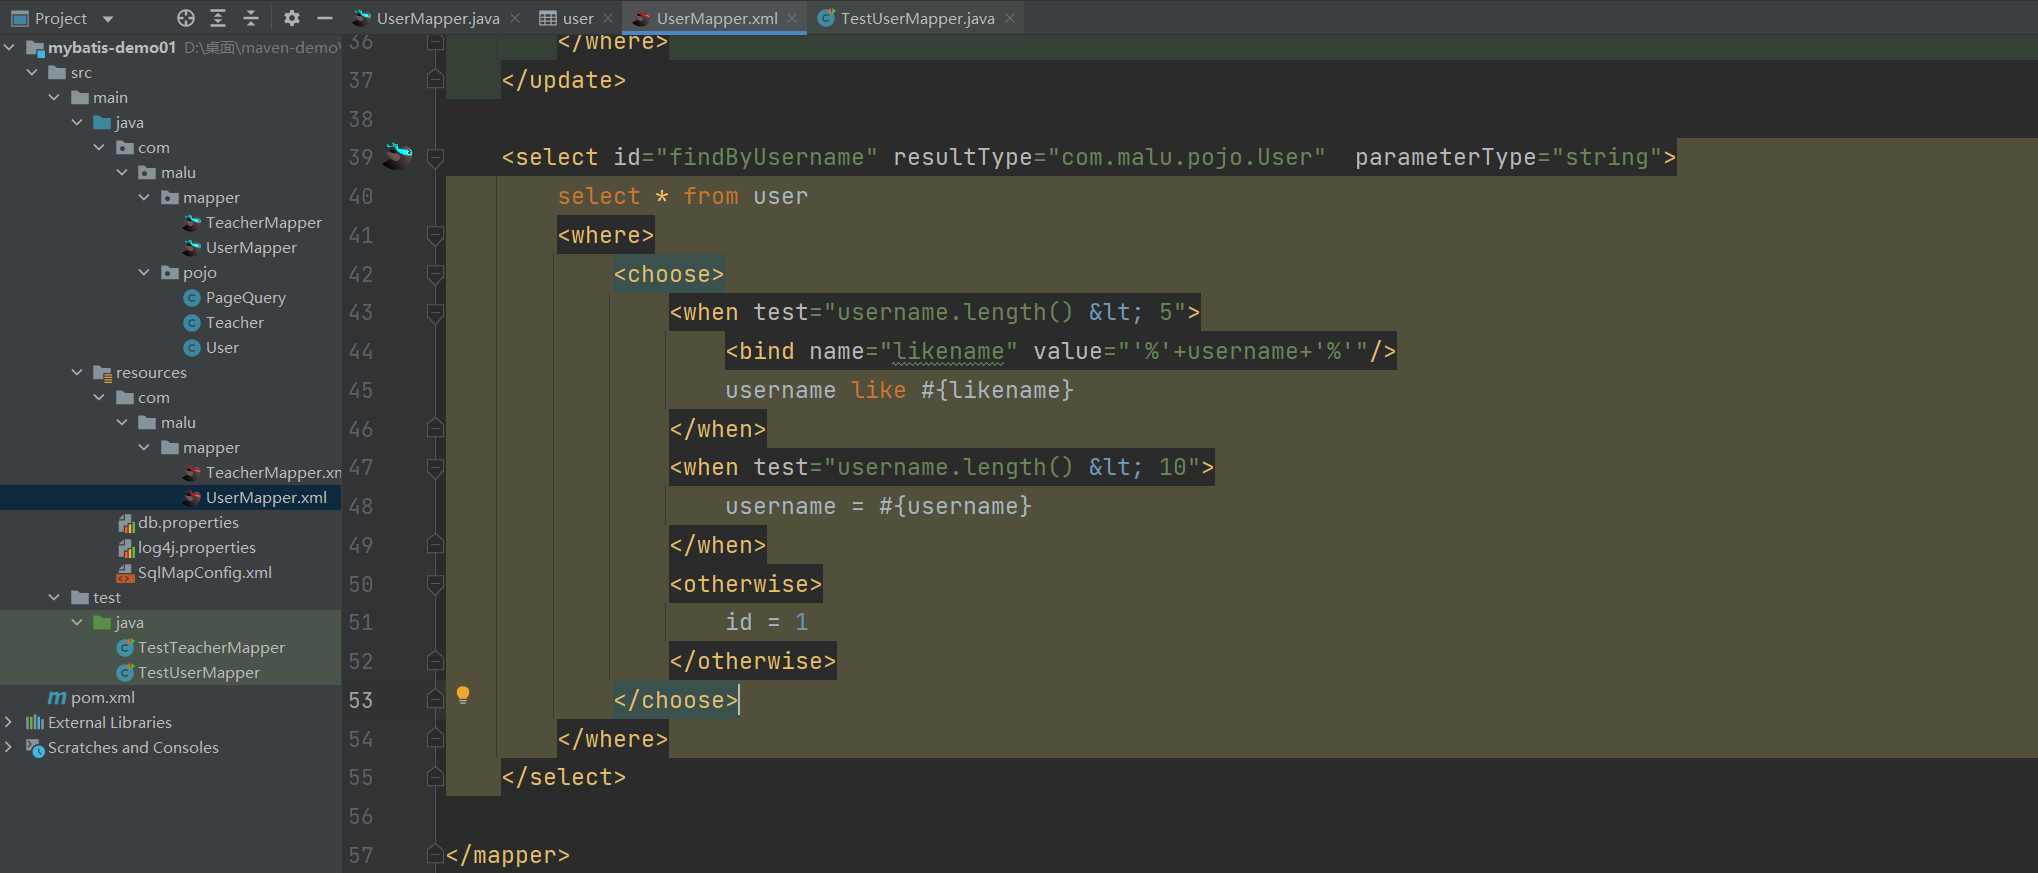 Project
UserMapper.java
user
UserMapper.xml
TestUserMapper.java
mybatis-demo01 D:\桌面\maven-demo\
src
main
java
com
malu
mapper
TeacherMapper
UserMapper
pojo
PageQuery
Teacher
User
resources
com
malu
mapper
TeacherMapper.xm
UserMapper.xml
db.properties
log4j.properties
SqlMapConfig.xml
test
java
TestTeacherMapper
TestUserMapper
pom.xml
External Libraries
Scratches and Consoles
36 </where>
37 </update>
38
39 <select id="findByUsername" resultType="com.malu.pojo.User"  parameterType="string">
40 select * from user
41 <where>
42 <choose>
43 <when test="username.length() &lt; 5">
44 <bind name="likename" value="'%'+username+'%'"/>
45 username like #{likename}
46 </when>
47 <when test="username.length() &lt; 10">
48 username = #{username}
49 </when>
50 <otherwise>
51 id = 1
52 </otherwise>
53 </choose>
54 </where>
55 </select>
56
57 </mapper>